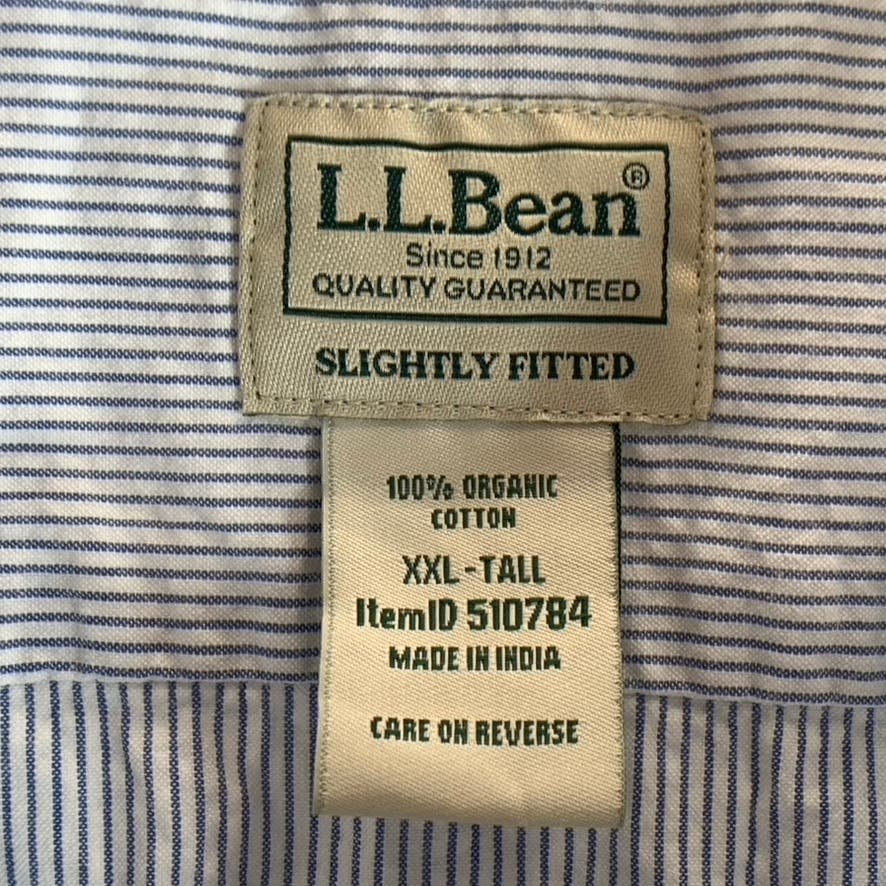 L.L.Bean®
Since 1912
QUALITY GUARANTEED
SLIGHTLY FITTED
100% ORGANIC
COTTON
XXL-TALL
ItemID 510784
MADE IN INDIA
CARE ON REVERSE